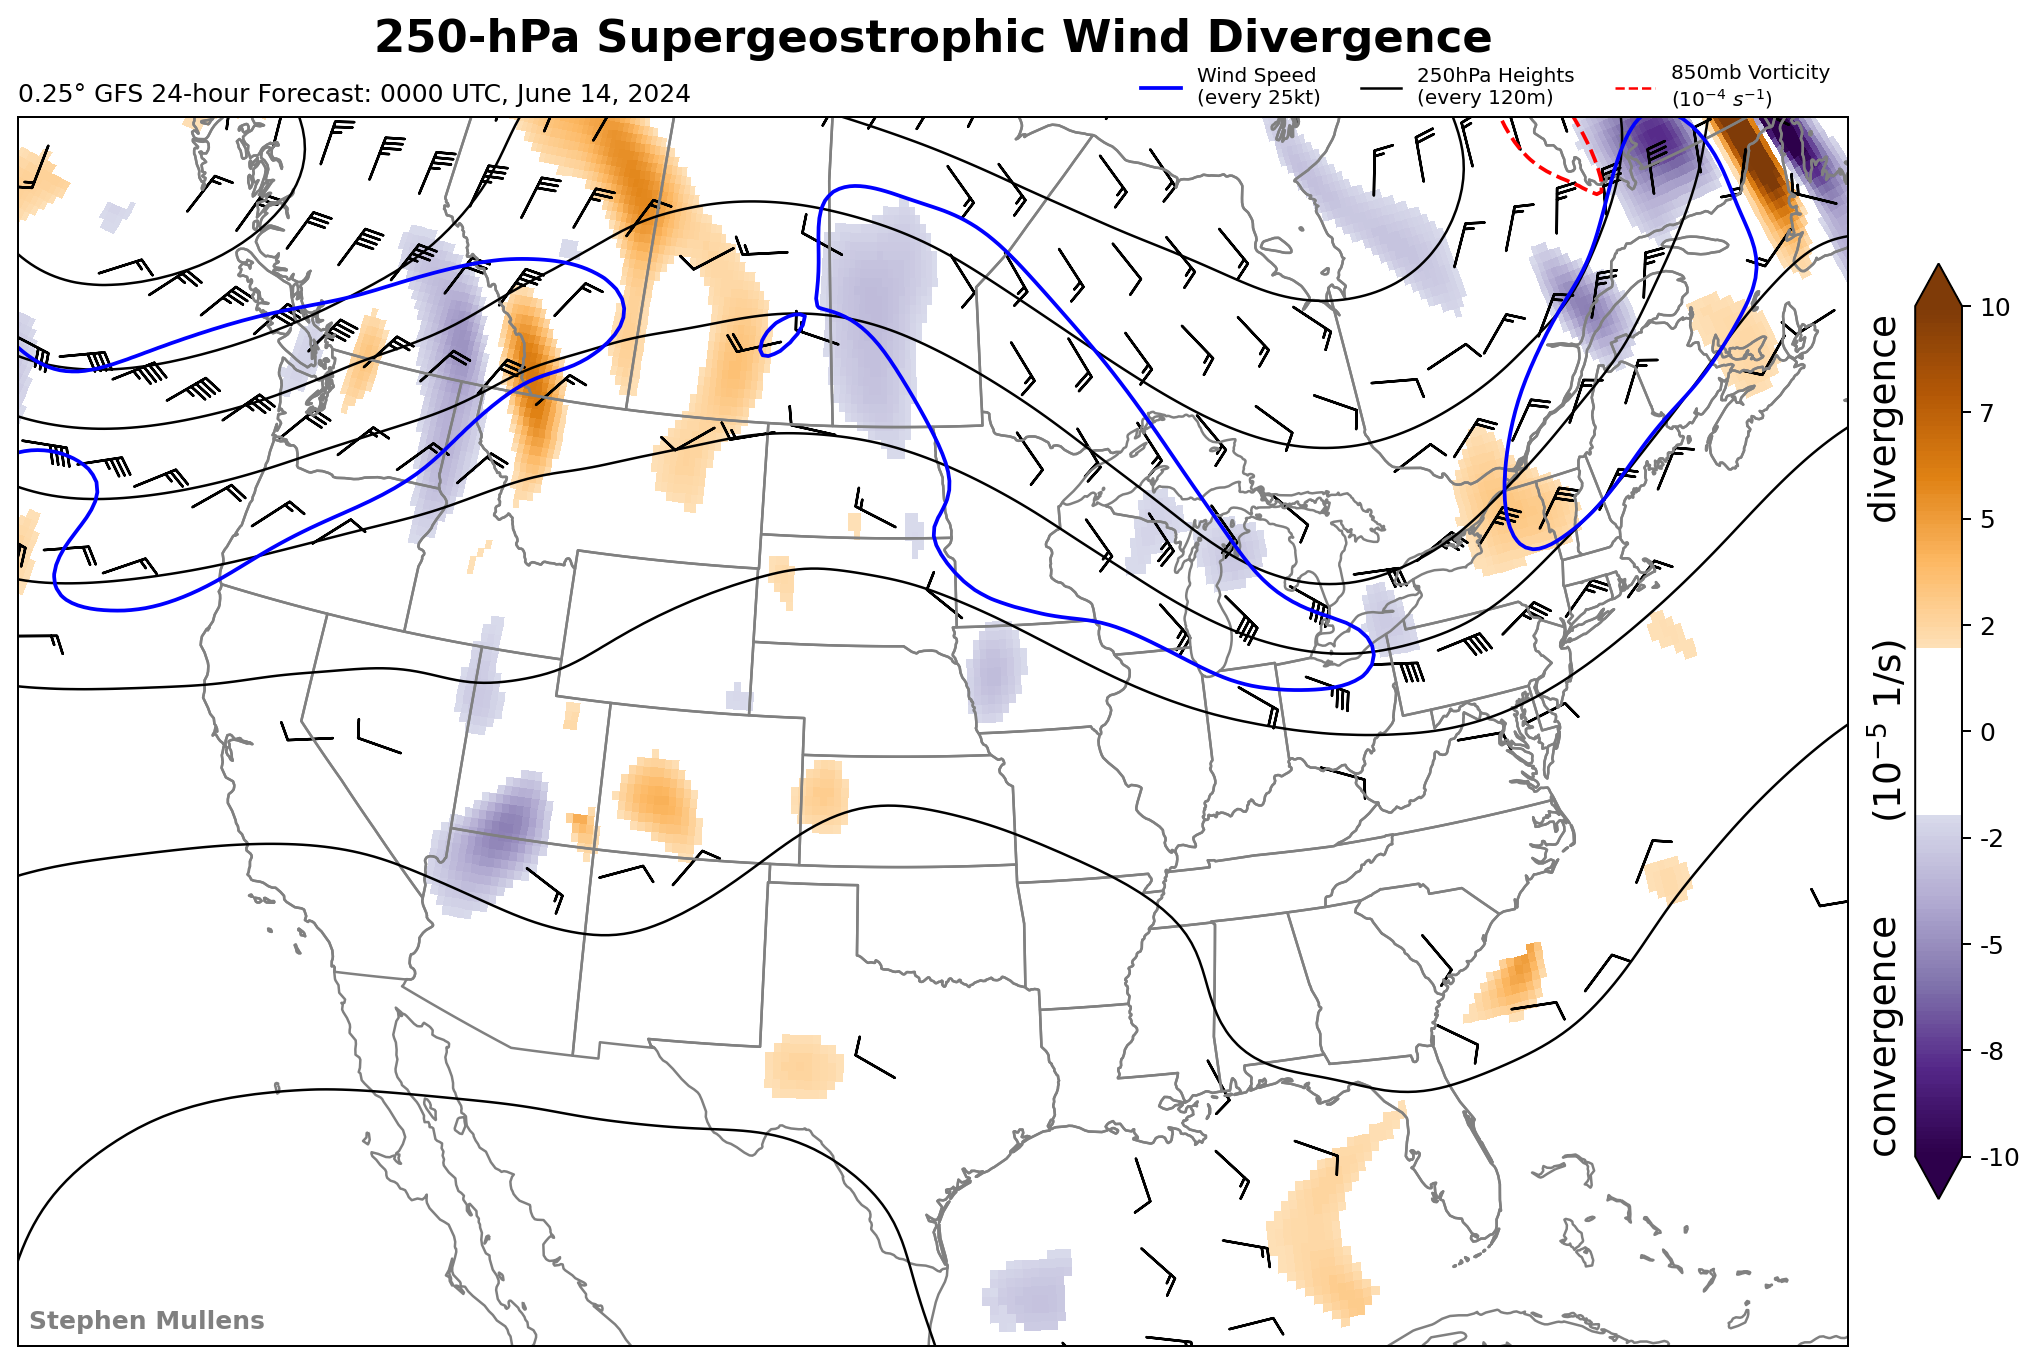 250-hPa Supergeostrophic Wind Divergence
0.25° GFS 24-hour Forecast: 0000 UTC, June 14, 2024
Wind Speed
(every 25kt)
250hPa Heights
(every 120m)
850mb Vorticity
(10⁻⁴ s⁻¹)
10
7
5
2
0
-2
-5
-8
-10
convergence (10⁻⁵ 1/s) divergence
Stephen Mullens